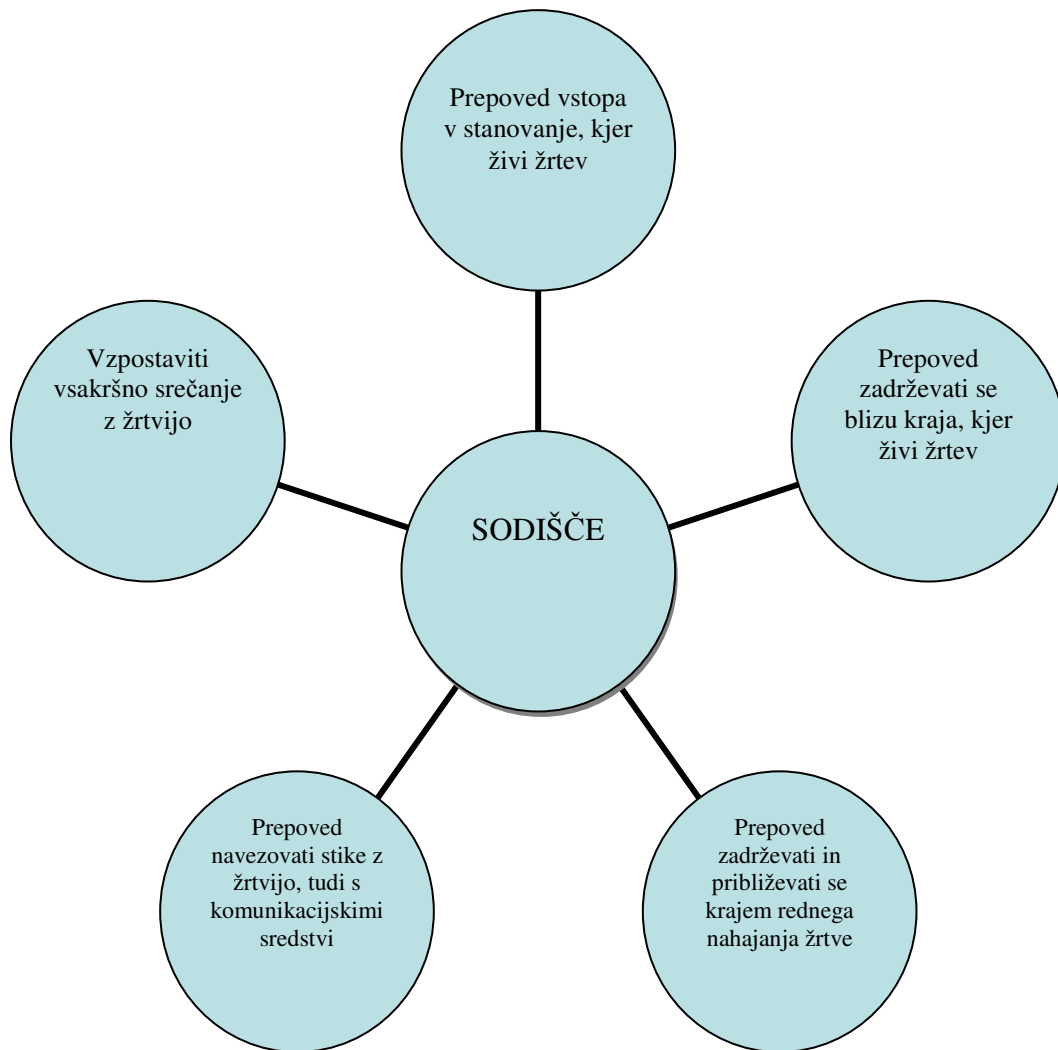 Prepoved vstopa
v stanovanje, kjer
živi žrtev
Vzpostaviti
vsakršno srečanje
z žrtvijo
Prepoved
zadrževati se
blizu kraja, kjer
živi žrtev
SODIŠČE
Prepoved
navezovati stike z
žrtvijo, tudi s
komunikacijskimi
sredstvi
Prepoved
zadrževati in
približevati se
krajem rednega
nahajanja žrtve